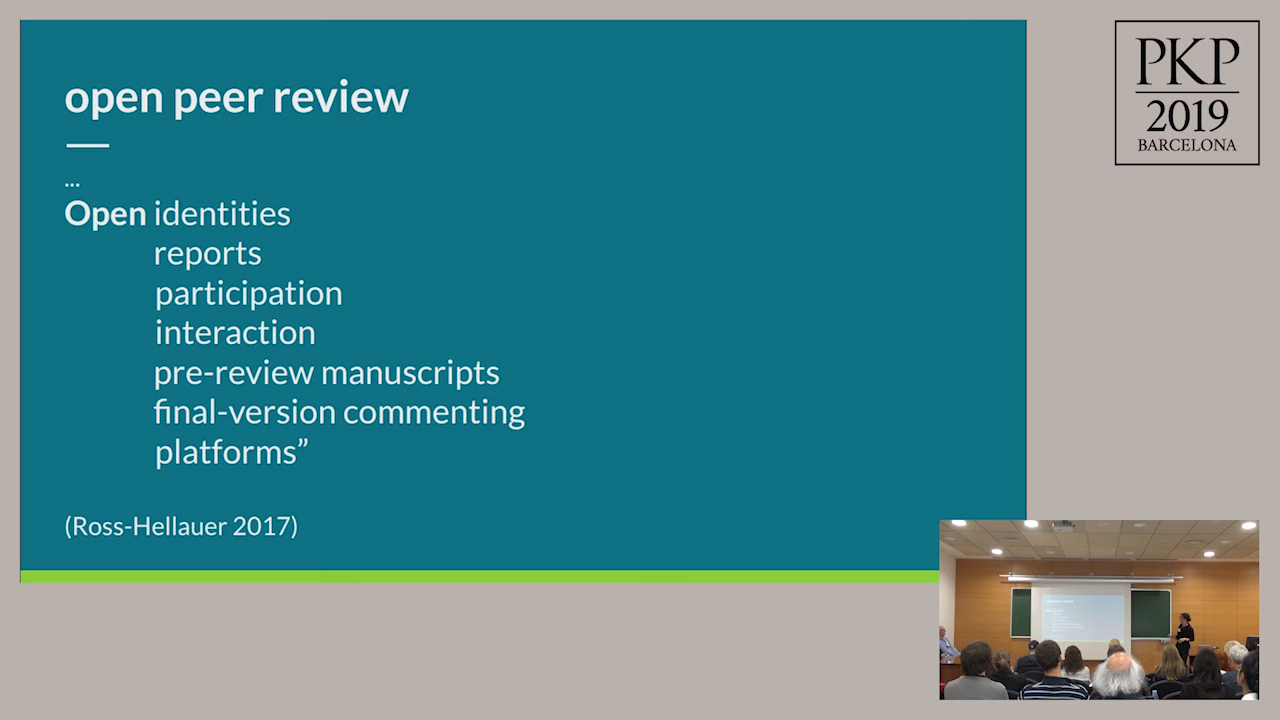 open peer review
...
Open identities
reports
participation
interaction
pre-review manuscripts
final-version commenting
platforms”
(Ross-Hellauer 2017)
PKP
2019
BARCELONA